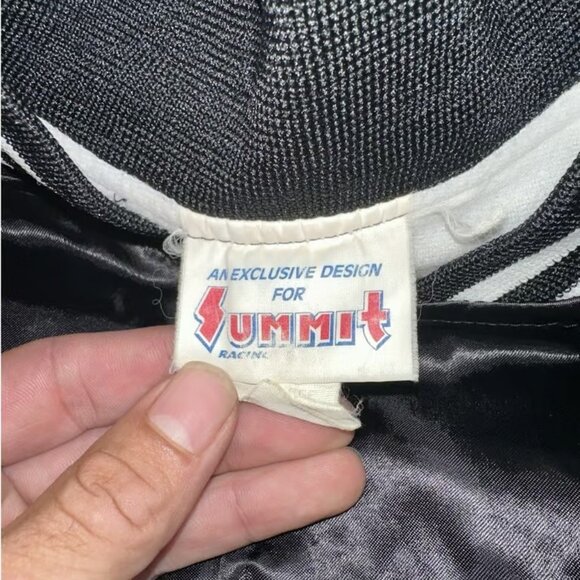 AN EXCLUSIVE DESIGN
FOR
SUMMIT